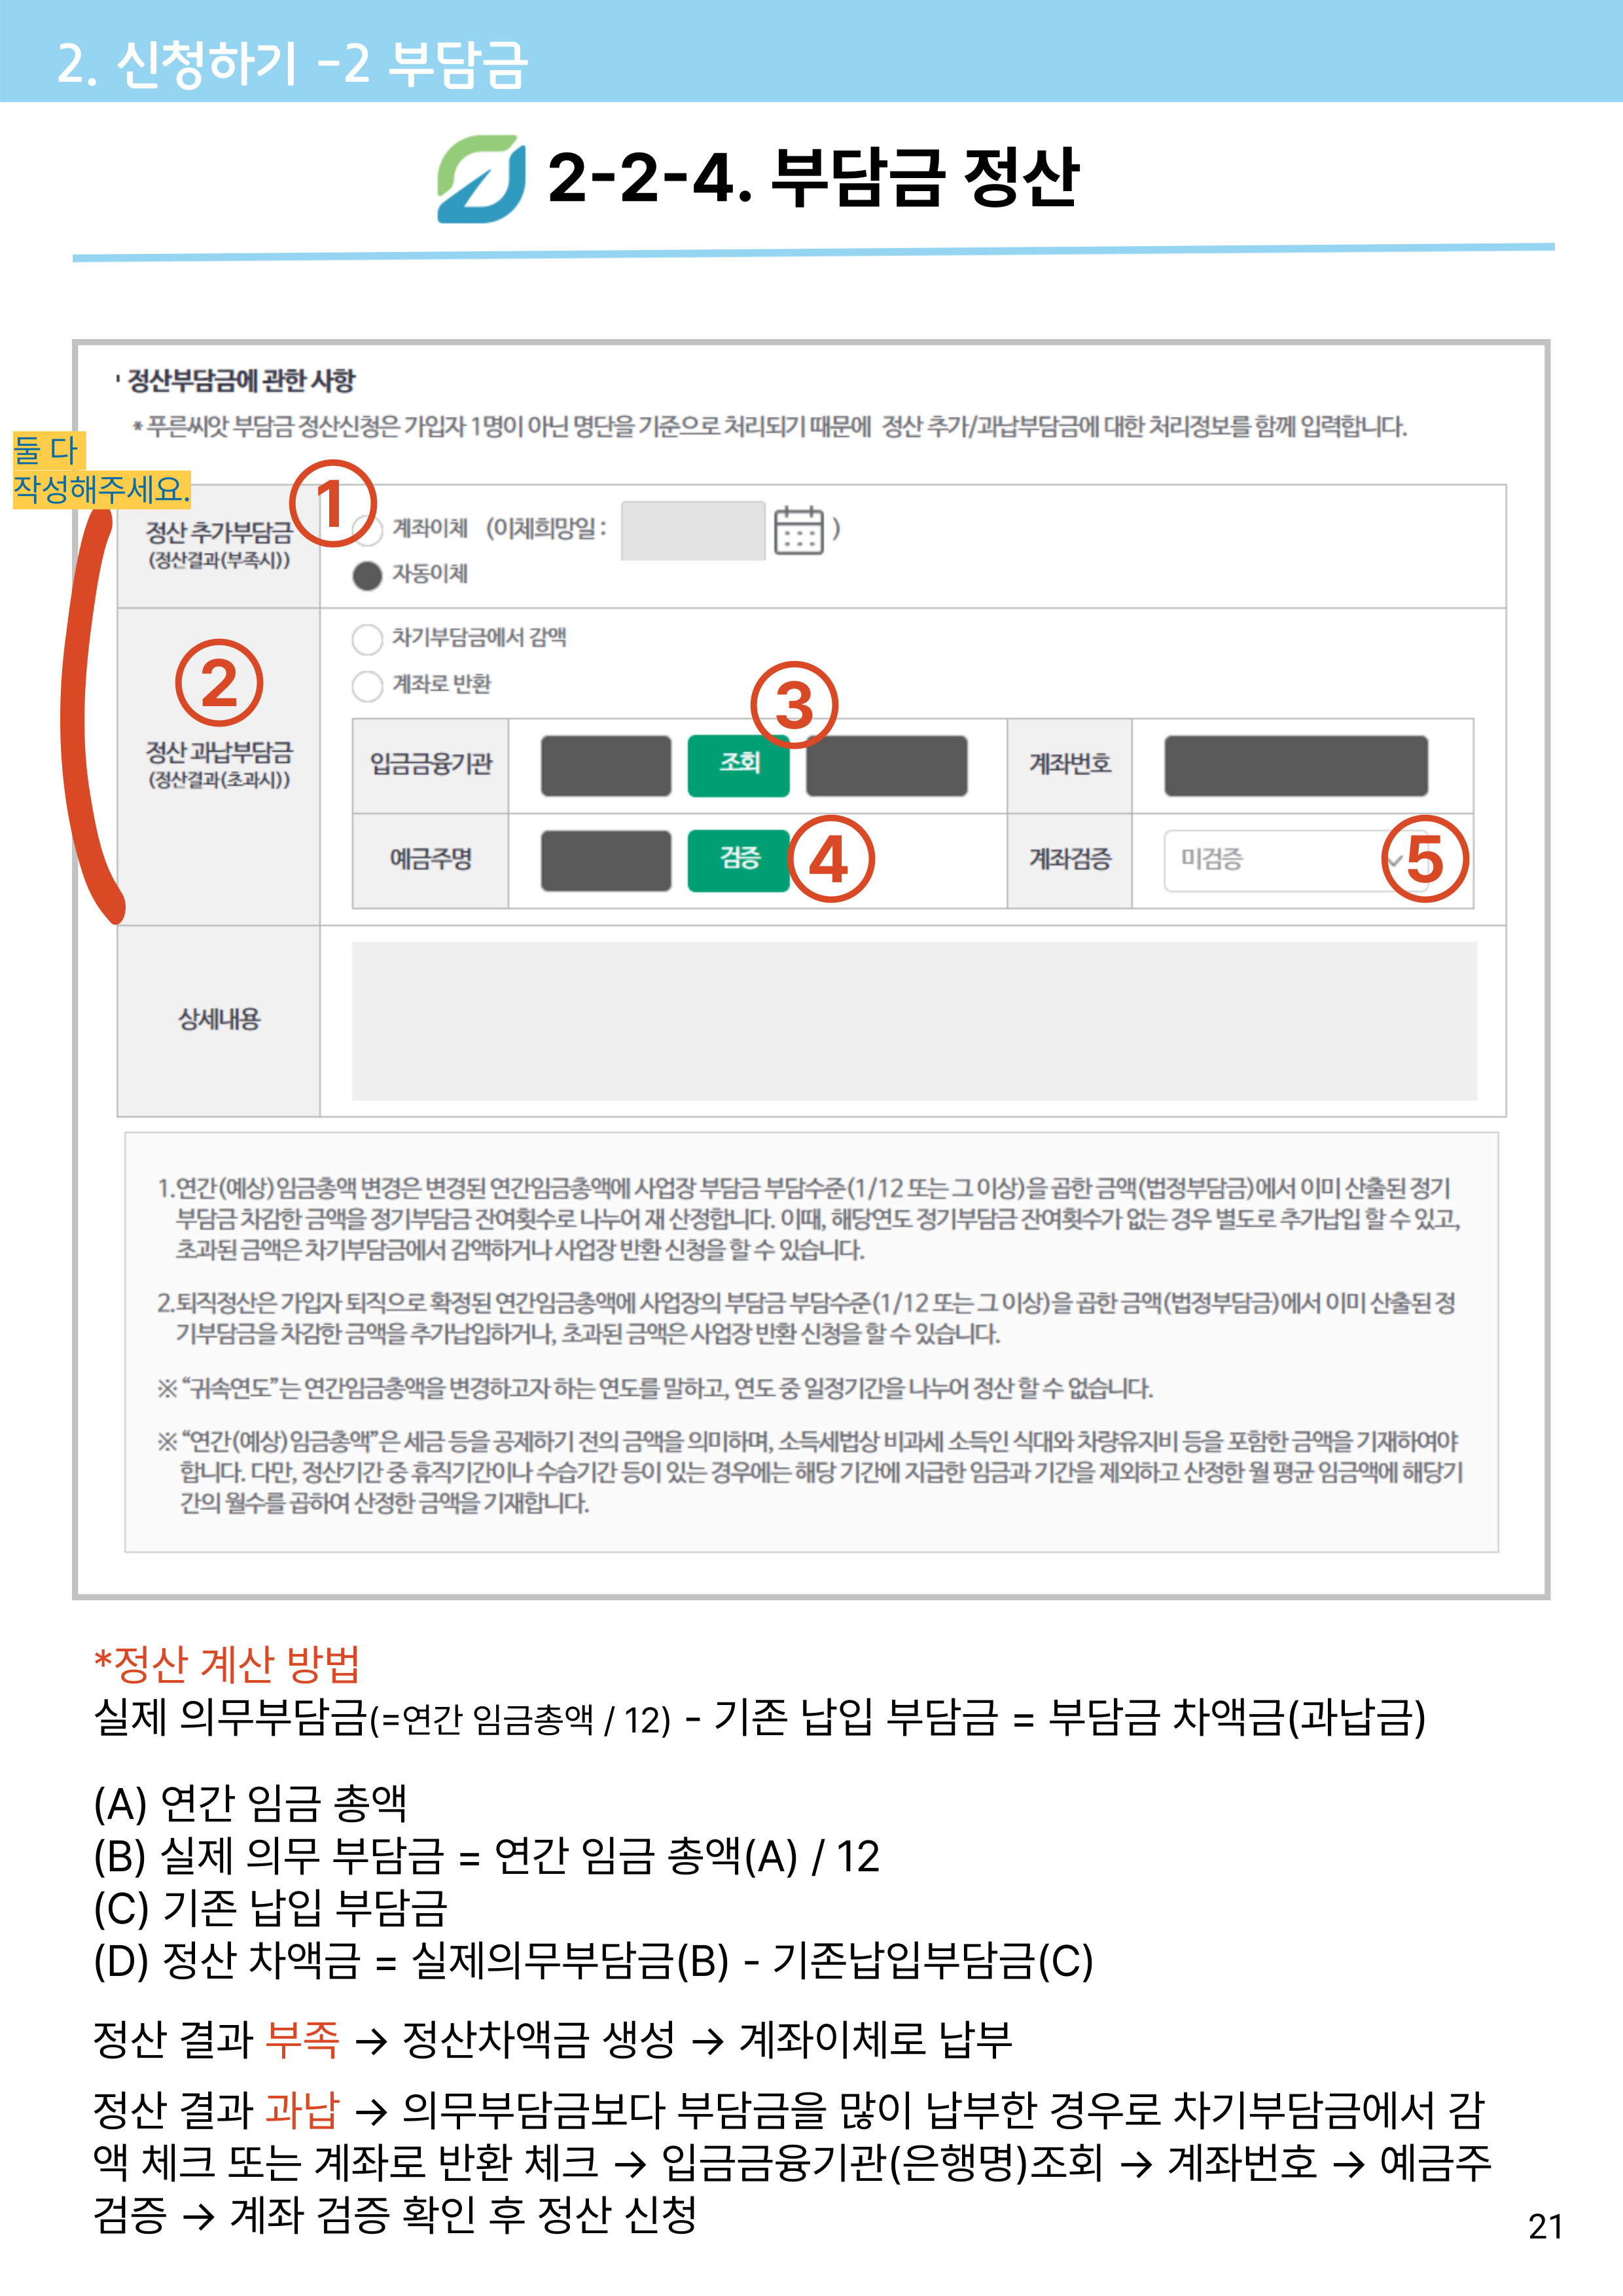 2. 신청하기 -2 부담금
2-2-4. 부담금 정산
정산부담금에 관한 사항
* 푸른씨앗 부담금 정산신청은 가입자 1명이 아닌 명단을 기준으로 처리되기 때문에 정산 추가/과납부담금에 대한 처리정보를 함께 입력합니다.
둘 다
작성해주세요.
①
정산 추가부담금
(정산결과(부족시))
계좌이체 (이체희망일 : )
자동이체
②
정산 과납부담금
(정산결과(초과시))
차기부담금에서 감액
계좌로 반환
③
입금금융기관 조회 계좌번호
예금주명 검증 ④ 계좌검증 미검증 ⑤
상세내용
1.연간(예상)임금총액 변경은 변경된 연간임금총액에 사업장 부담금 부담수준(1/12 또는 그 이상)을 곱한 금액(법정부담금)에서 이미 산출된 정기
부담금 차감한 금액을 정기부담금 잔여횟수로 나누어 재 산정합니다. 이때, 해당연도 정기부담금 잔여횟수가 없는 경우 별도로 추가납입 할 수 있고,
초과된 금액은 차기부담금에서 감액하거나 사업장 반환 신청을 할 수 있습니다.
2.퇴직정산은 가입자 퇴직으로 확정된 연간임금총액에 사업장의 부담금 부담수준(1/12 또는 그 이상)을 곱한 금액(법정부담금)에서 이미 산출된 정
기부담금을 차감한 금액을 추가납입하거나, 초과된 금액은 사업장 반환 신청을 할 수 있습니다.
※ “귀속연도”는 연간임금총액을 변경하고자 하는 연도를 말하고, 연도 중 일정기간을 나누어 정산 할 수 없습니다.
※ “연간(예상)임금총액”은 세금 등을 공제하기 전의 금액을 의미하며, 소득세법상 비과세 소득인 식대와 차량유지비 등을 포함한 금액을 기재하여야
합니다. 다만, 정산기간 중 휴직기간이나 수습기간 등이 있는 경우에는 해당 기간에 지급한 임금과 기간을 제외하고 산정한 월 평균 임금액에 해당기
간의 월수를 곱하여 산정한 금액을 기재합니다.
*정산 계산 방법
실제 의무부담금(=연간 임금총액 / 12) - 기존 납입 부담금 = 부담금 차액금(과납금)
(A) 연간 임금 총액
(B) 실제 의무 부담금 = 연간 임금 총액(A) / 12
(C) 기존 납입 부담금
(D) 정산 차액금 = 실제의무부담금(B) - 기존납입부담금(C)
정산 결과 부족 → 정산차액금 생성 → 계좌이체로 납부
정산 결과 과납 → 의무부담금보다 부담금을 많이 납부한 경우로 차기부담금에서 감
액 체크 또는 계좌로 반환 체크 → 입금금융기관(은행명)조회 → 계좌번호 → 예금주
검증 → 계좌 검증 확인 후 정산 신청
21